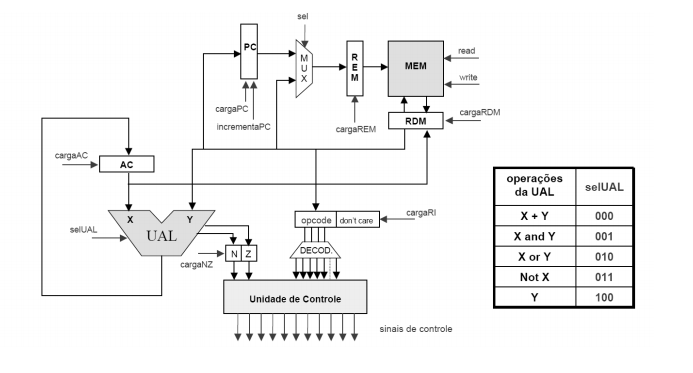 sel
PC
M
U
X
R
E
M
MEM
read
write
cargaPC
incrementaPC
cargaREM
RDM
cargaRDM
cargaAC
AC
X
Y
UAL
selUAL
N Z
cargaNZ
opcode don't care
cargaRI
DECOD.
Unidade de Controle
sinais de controle
operações da UAL selUAL
X + Y 000
X and Y 001
X or Y 010
Not X 011
Y 100